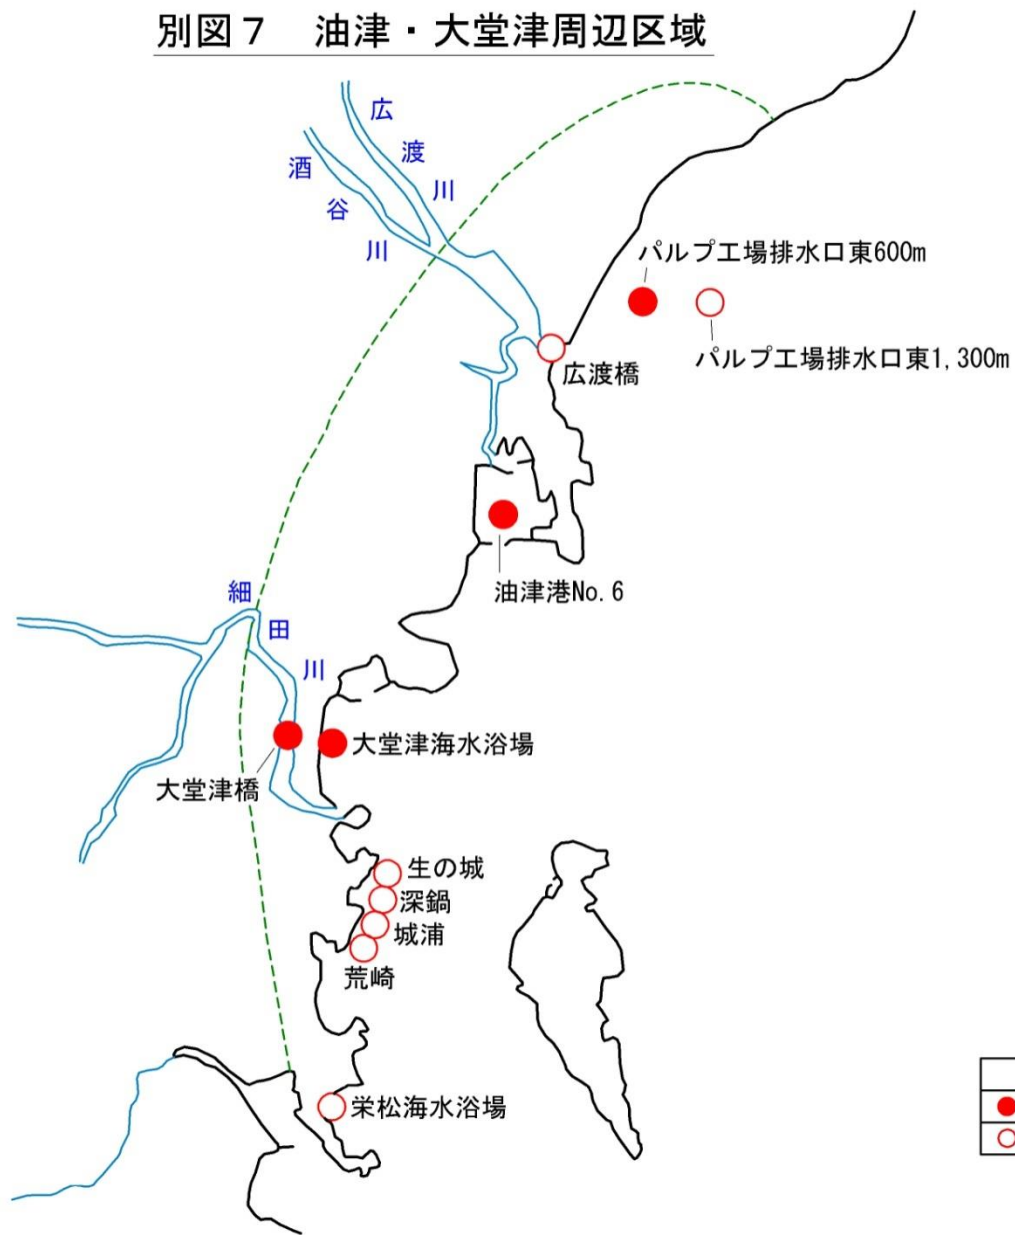 別図７　油津・大堂津周辺区域
広渡川
酒谷川
パルプ工場排水口東600m
パルプ工場排水口東1,300m
広渡橋
油津港No.6
細田川
大堂津海水浴場
大堂津橋
生の城
深鍋
城浦
荒崎
栄松海水浴場